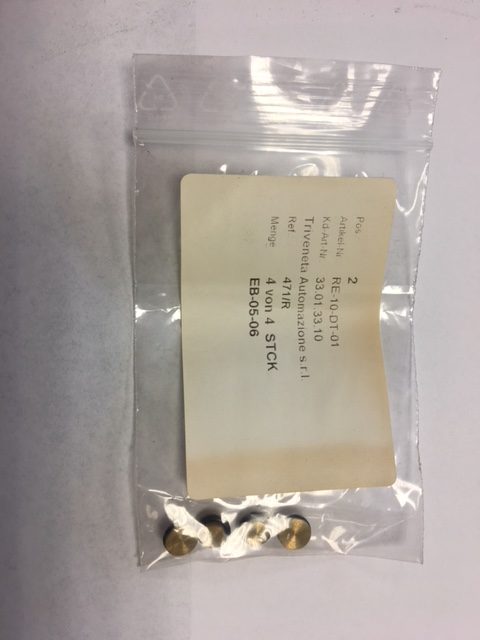 Pos 2
Artikel-Nr. RE-10-DT-01
Kd-Art-Nr. 33.01.33.10
Triveneta Automazione s.r.l
Ref 471/R
Menge 4 von 4 STCK
EB-05-06